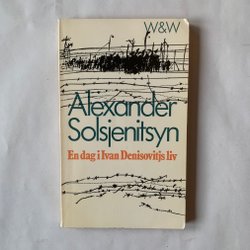 W&W
Alexander
Solsjenitsyn
En dag i Ivan Denisovitjs liv